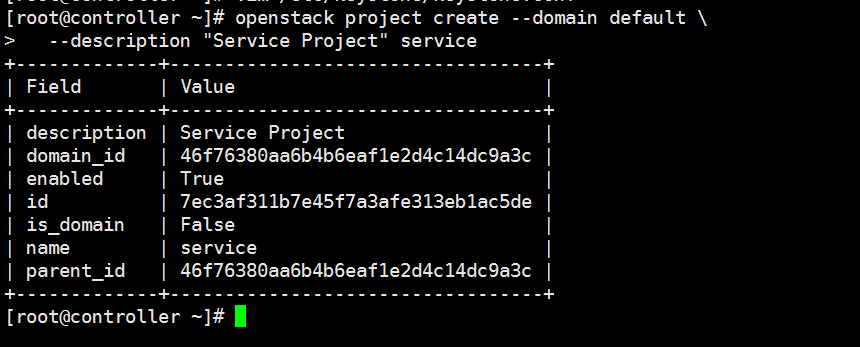 [root@controller ~]# openstack project create --domain default \
>   --description "Service Project" service
+-------------+----------------------------------+
| Field       | Value                            |
+-------------+----------------------------------+
| description | Service Project                  |
| domain_id   | 46f76380aa6b4b6eaf1e2d4c14dc9a3c |
| enabled     | True                             |
| id          | 7ec3af311b7e45f7a3afe313eb1ac5de |
| is_domain   | False                            |
| name        | service                          |
| parent_id   | 46f76380aa6b4b6eaf1e2d4c14dc9a3c |
+-------------+----------------------------------+
[root@controller ~]#